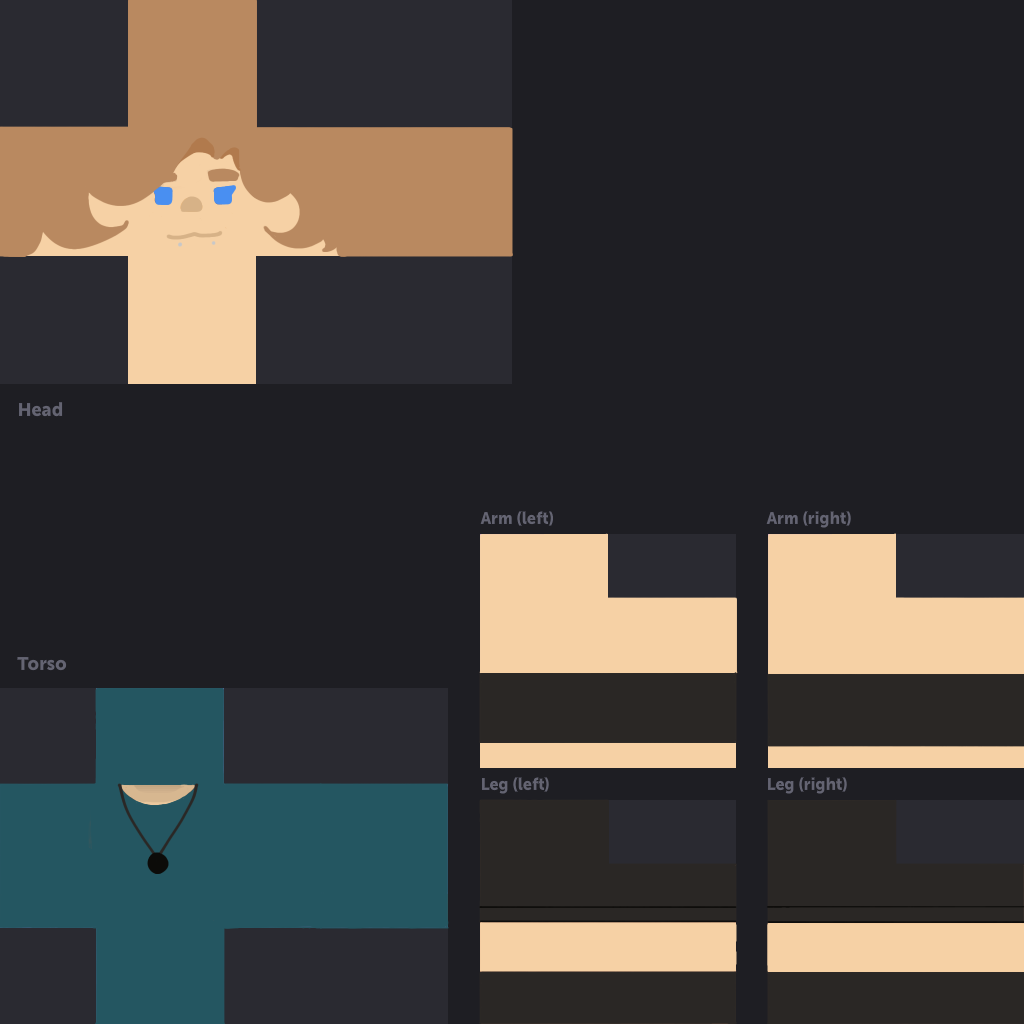 Head
Arm (left)
Arm (right)
Torso
Leg (left)
Leg (right)